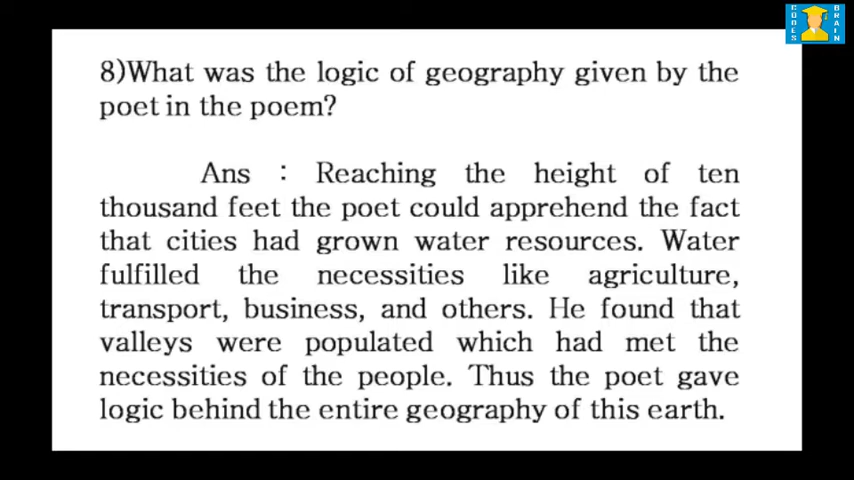 CODES
BRAIN
8)What was the logic of geography given by the
poet in the poem?
Ans : Reaching the height of ten
thousand feet the poet could apprehend the fact
that cities had grown water resources. Water
fulfilled the necessities like agriculture,
transport, business, and others. He found that
valleys were populated which had met the
necessities of the people. Thus the poet gave
logic behind the entire geography of this earth.